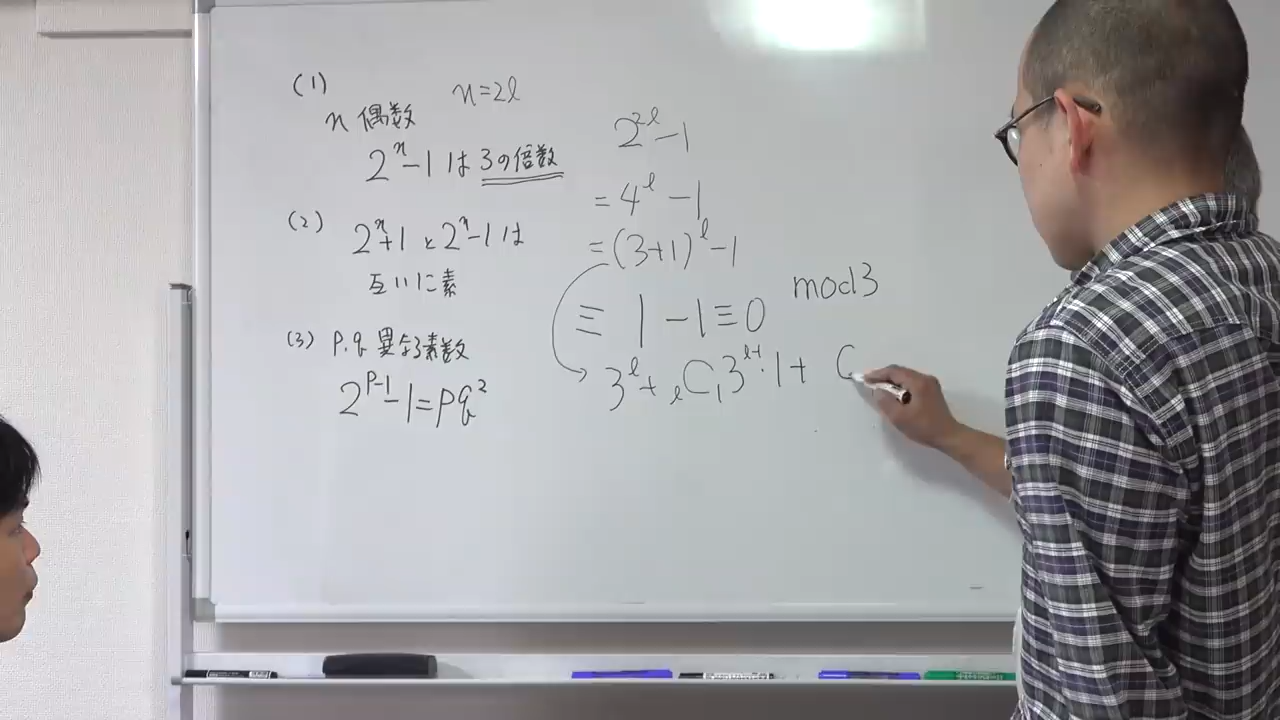 (1)
n 偶数 n=2ℓ
2ⁿ-1 は 3の倍数
(2)
2ⁿ+1 と 2ⁿ-1 は
互いに素
(3) p.q 異なる素数
2^{p-1}-1=pq²
2^{2ℓ}-1
=4^ℓ-1
=(3+1)^ℓ-1
≡ 1-1≡0 mod3
3^ℓ+ ℓC₁3^{ℓ-1}·1+ C